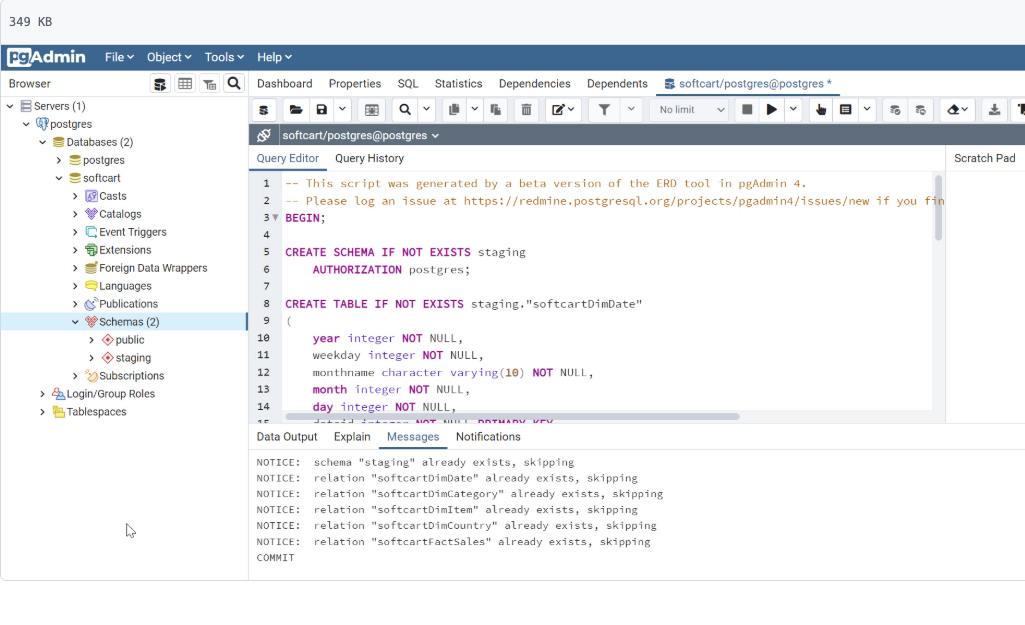 349 KB
pgAdmin File Object Tools Help
Browser
Dashboard Properties SQL Statistics Dependencies Dependents softcart/postgres@postgres *
Servers (1)
postgres
Databases (2)
postgres
softcart
Casts
Catalogs
Event Triggers
Extensions
Foreign Data Wrappers
Languages
Publications
Schemas (2)
public
staging
Subscriptions
Login/Group Roles
Tablespaces
No limit
softcart/postgres@postgres
Query Editor Query History
Scratch Pad
1 -- This script was generated by a beta version of the ERD tool in pgAdmin 4.
2 -- Please log an issue at https://redmine.postgresql.org/projects/pgadmin4/issues/new if you fin
3 BEGIN;
4
5 CREATE SCHEMA IF NOT EXISTS staging
6 AUTHORIZATION postgres;
7
8 CREATE TABLE IF NOT EXISTS staging."softcartDimDate"
9 (
10 year integer NOT NULL,
11 weekday integer NOT NULL,
12 monthname character varying(10) NOT NULL,
13 month integer NOT NULL,
14 day integer NOT NULL,
15 dateid integer NOT NULL PRIMARY KEY
Data Output Explain Messages Notifications
NOTICE: schema "staging" already exists, skipping
NOTICE: relation "softcartDimDate" already exists, skipping
NOTICE: relation "softcartDimCategory" already exists, skipping
NOTICE: relation "softcartDimItem" already exists, skipping
NOTICE: relation "softcartDimCountry" already exists, skipping
NOTICE: relation "softcartFactSales" already exists, skipping
COMMIT